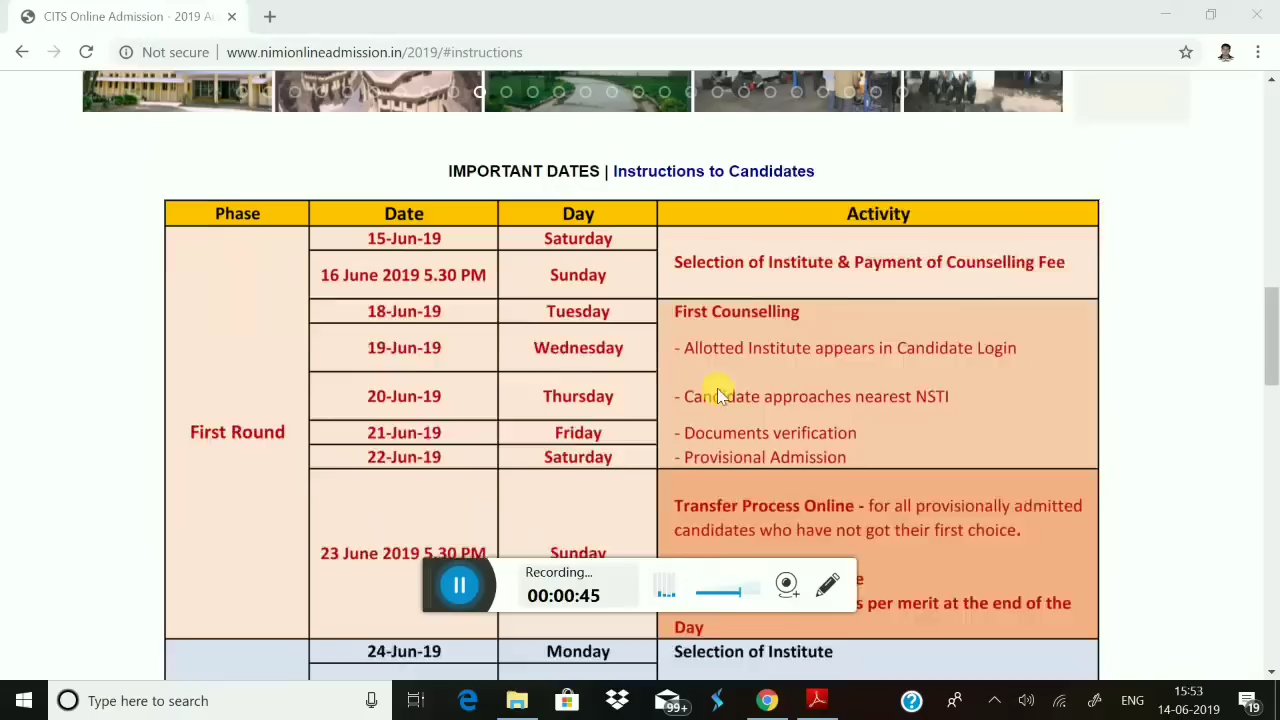 CITS Online Admission - 2019 A
Not secure | www.nimionlineadmission.in/2019/#instructions
IMPORTANT DATES | Instructions to Candidates
Phase Date Day Activity
15-Jun-19 Saturday
Selection of Institute & Payment of Counselling Fee
16 June 2019 5.30 PM Sunday
18-Jun-19 Tuesday First Counselling
19-Jun-19 Wednesday - Allotted Institute appears in Candidate Login
20-Jun-19 Thursday - Candidate approaches nearest NSTI
First Round 21-Jun-19 Friday - Documents verification
22-Jun-19 Saturday - Provisional Admission
Transfer Process Online - for all provisionally admitted
candidates who have not got their first choice.
23 June 2019 5.30 PM Sunday
per merit at the end of the
Day
Recording...
00:00:45
24-Jun-19 Monday Selection of Institute
Type here to search
99+
ENG
15:53
14-06-2019
19